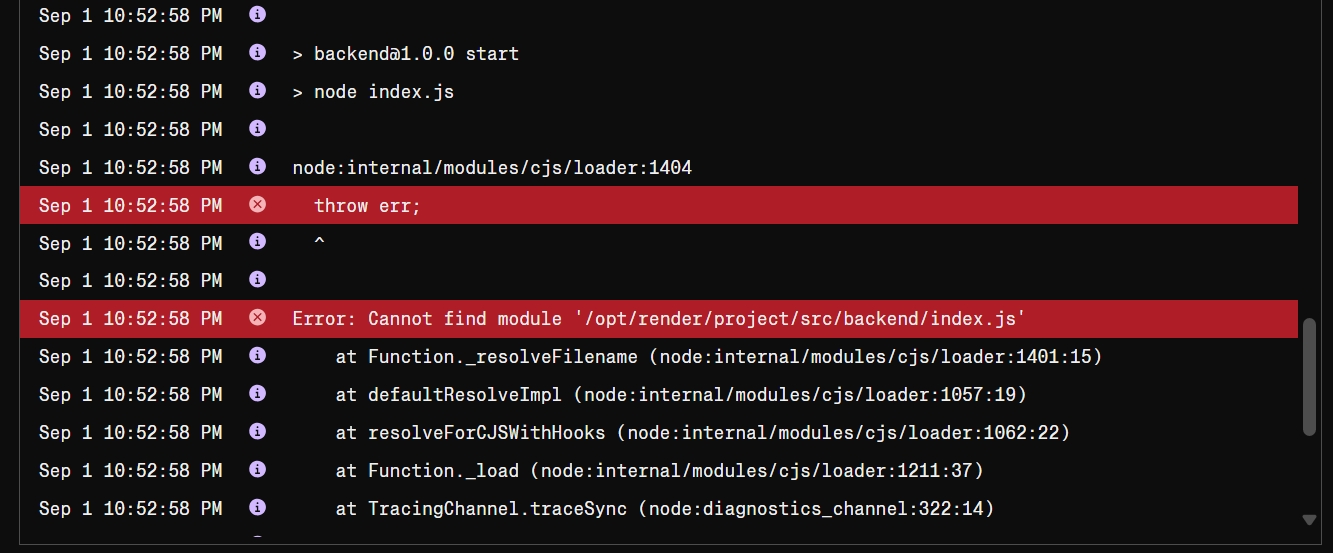 Sep 1 10:52:58 PM
Sep 1 10:52:58 PM > backend@1.0.0 start
Sep 1 10:52:58 PM > node index.js
Sep 1 10:52:58 PM
Sep 1 10:52:58 PM node:internal/modules/cjs/loader:1404
Sep 1 10:52:58 PM throw err;
Sep 1 10:52:58 PM ^
Sep 1 10:52:58 PM
Sep 1 10:52:58 PM Error: Cannot find module '/opt/render/project/src/backend/index.js'
Sep 1 10:52:58 PM at Function._resolveFilename (node:internal/modules/cjs/loader:1401:15)
Sep 1 10:52:58 PM at defaultResolveImpl (node:internal/modules/cjs/loader:1057:19)
Sep 1 10:52:58 PM at resolveForCJSWithHooks (node:internal/modules/cjs/loader:1062:22)
Sep 1 10:52:58 PM at Function._load (node:internal/modules/cjs/loader:1211:37)
Sep 1 10:52:58 PM at TracingChannel.traceSync (node:diagnostics_channel:322:14)